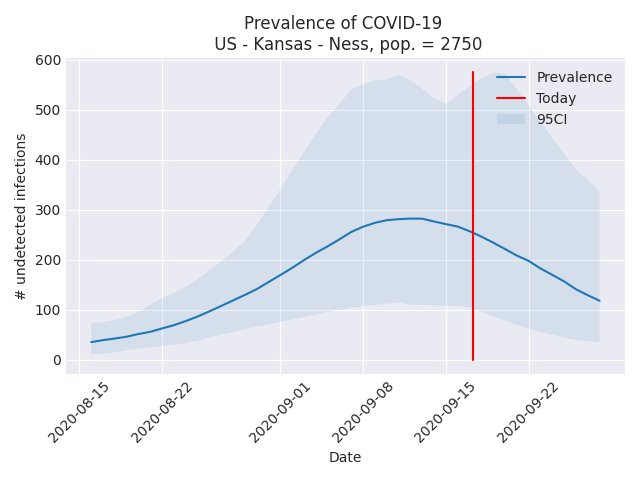 Prevalence of COVID-19
US - Kansas - Ness, pop. = 2750
600
500
400
300
200
100
0
# undetected infections
Prevalence
Today
95CI
2020-08-15
2020-08-22
2020-09-01
2020-09-08
2020-09-15
2020-09-22
Date